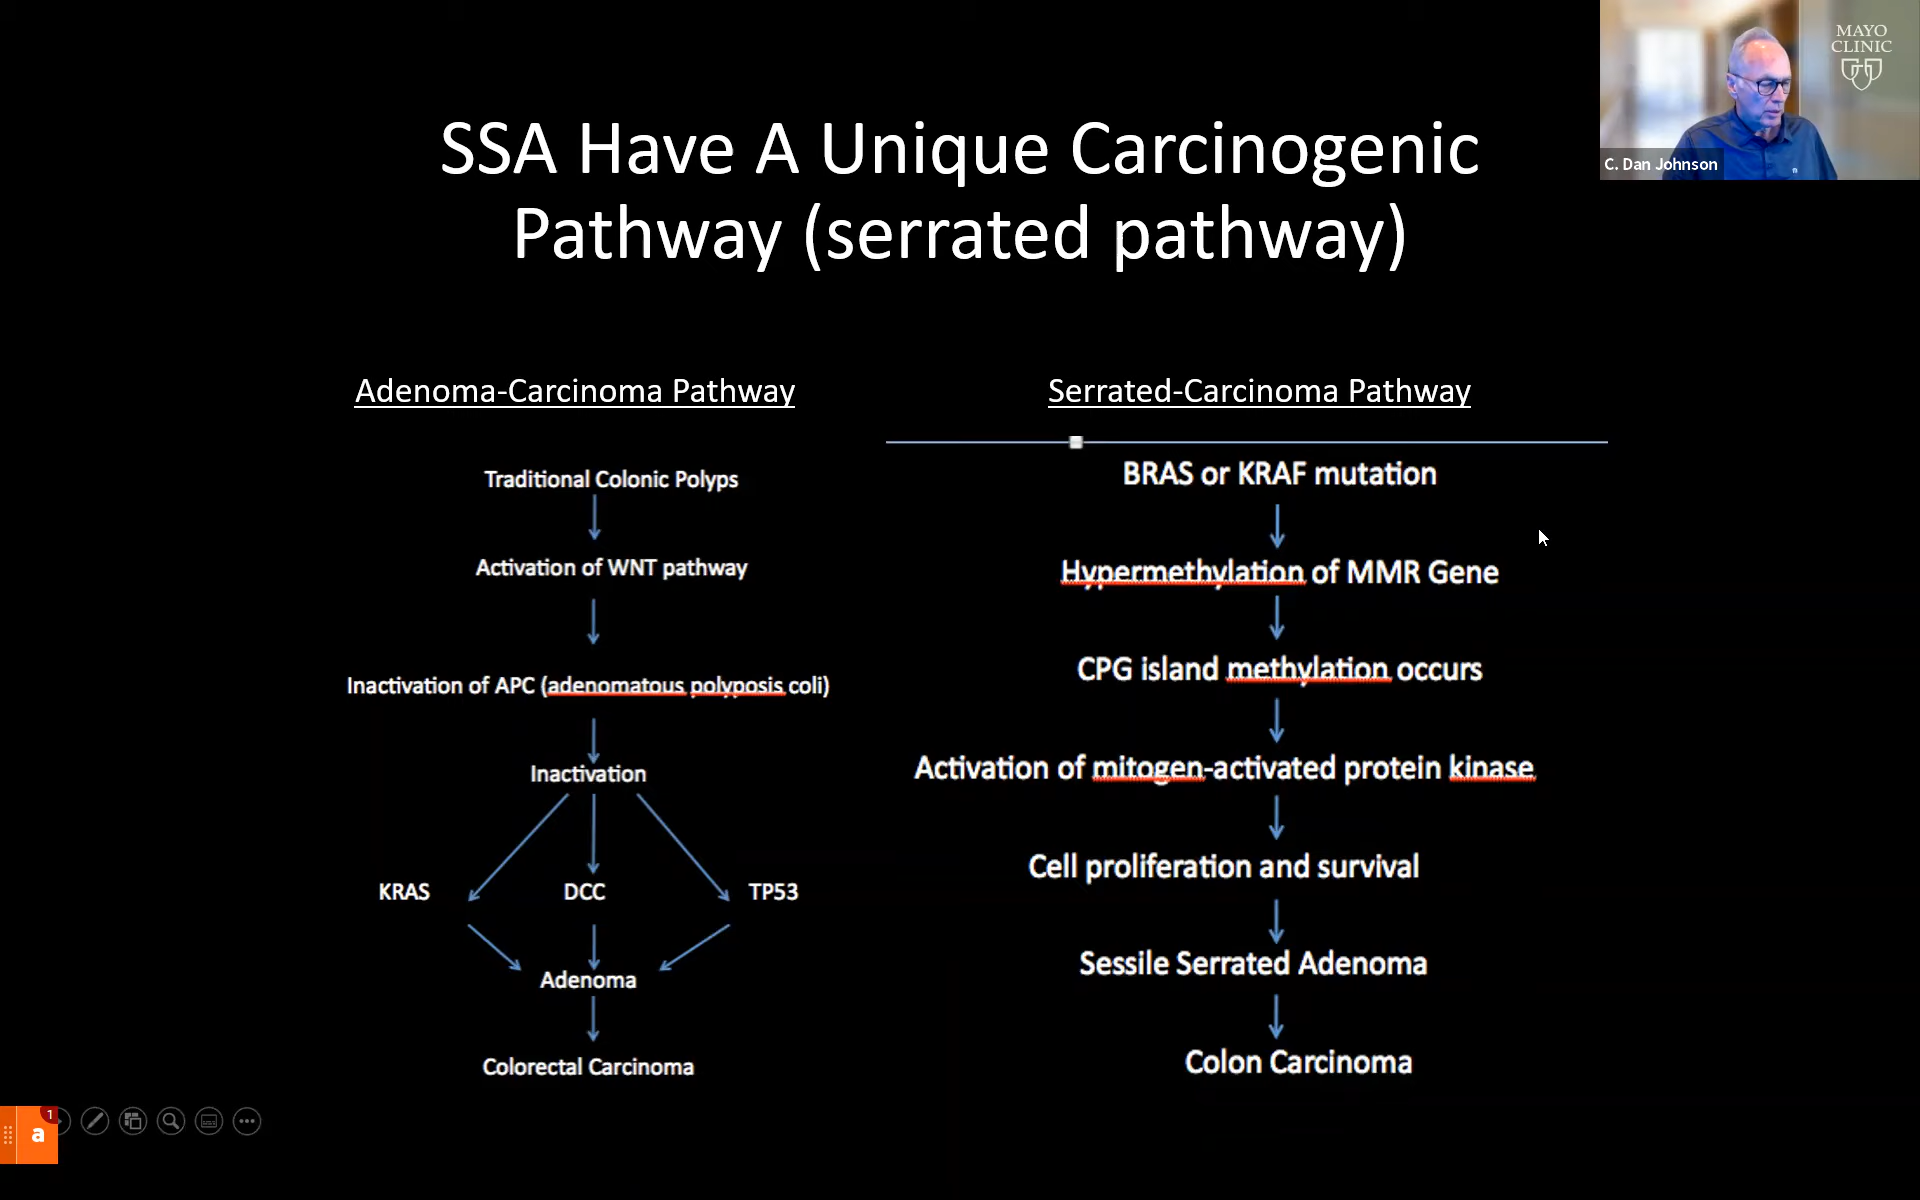 MAYO
CLINIC
C. Dan Johnson
SSA Have A Unique Carcinogenic
Pathway (serrated pathway)
Adenoma-Carcinoma Pathway
Traditional Colonic Polyps
Activation of WNT pathway
Inactivation of APC (adenomatous polyposis coli)
Inactivation
KRAS DCC TP53
Adenoma
Colorectal Carcinoma
Serrated-Carcinoma Pathway
BRAS or KRAF mutation
Hypermethylation of MMR Gene
CPG island methylation occurs
Activation of mitogen-activated protein kinase
Cell proliferation and survival
Sessile Serrated Adenoma
Colon Carcinoma
1
a